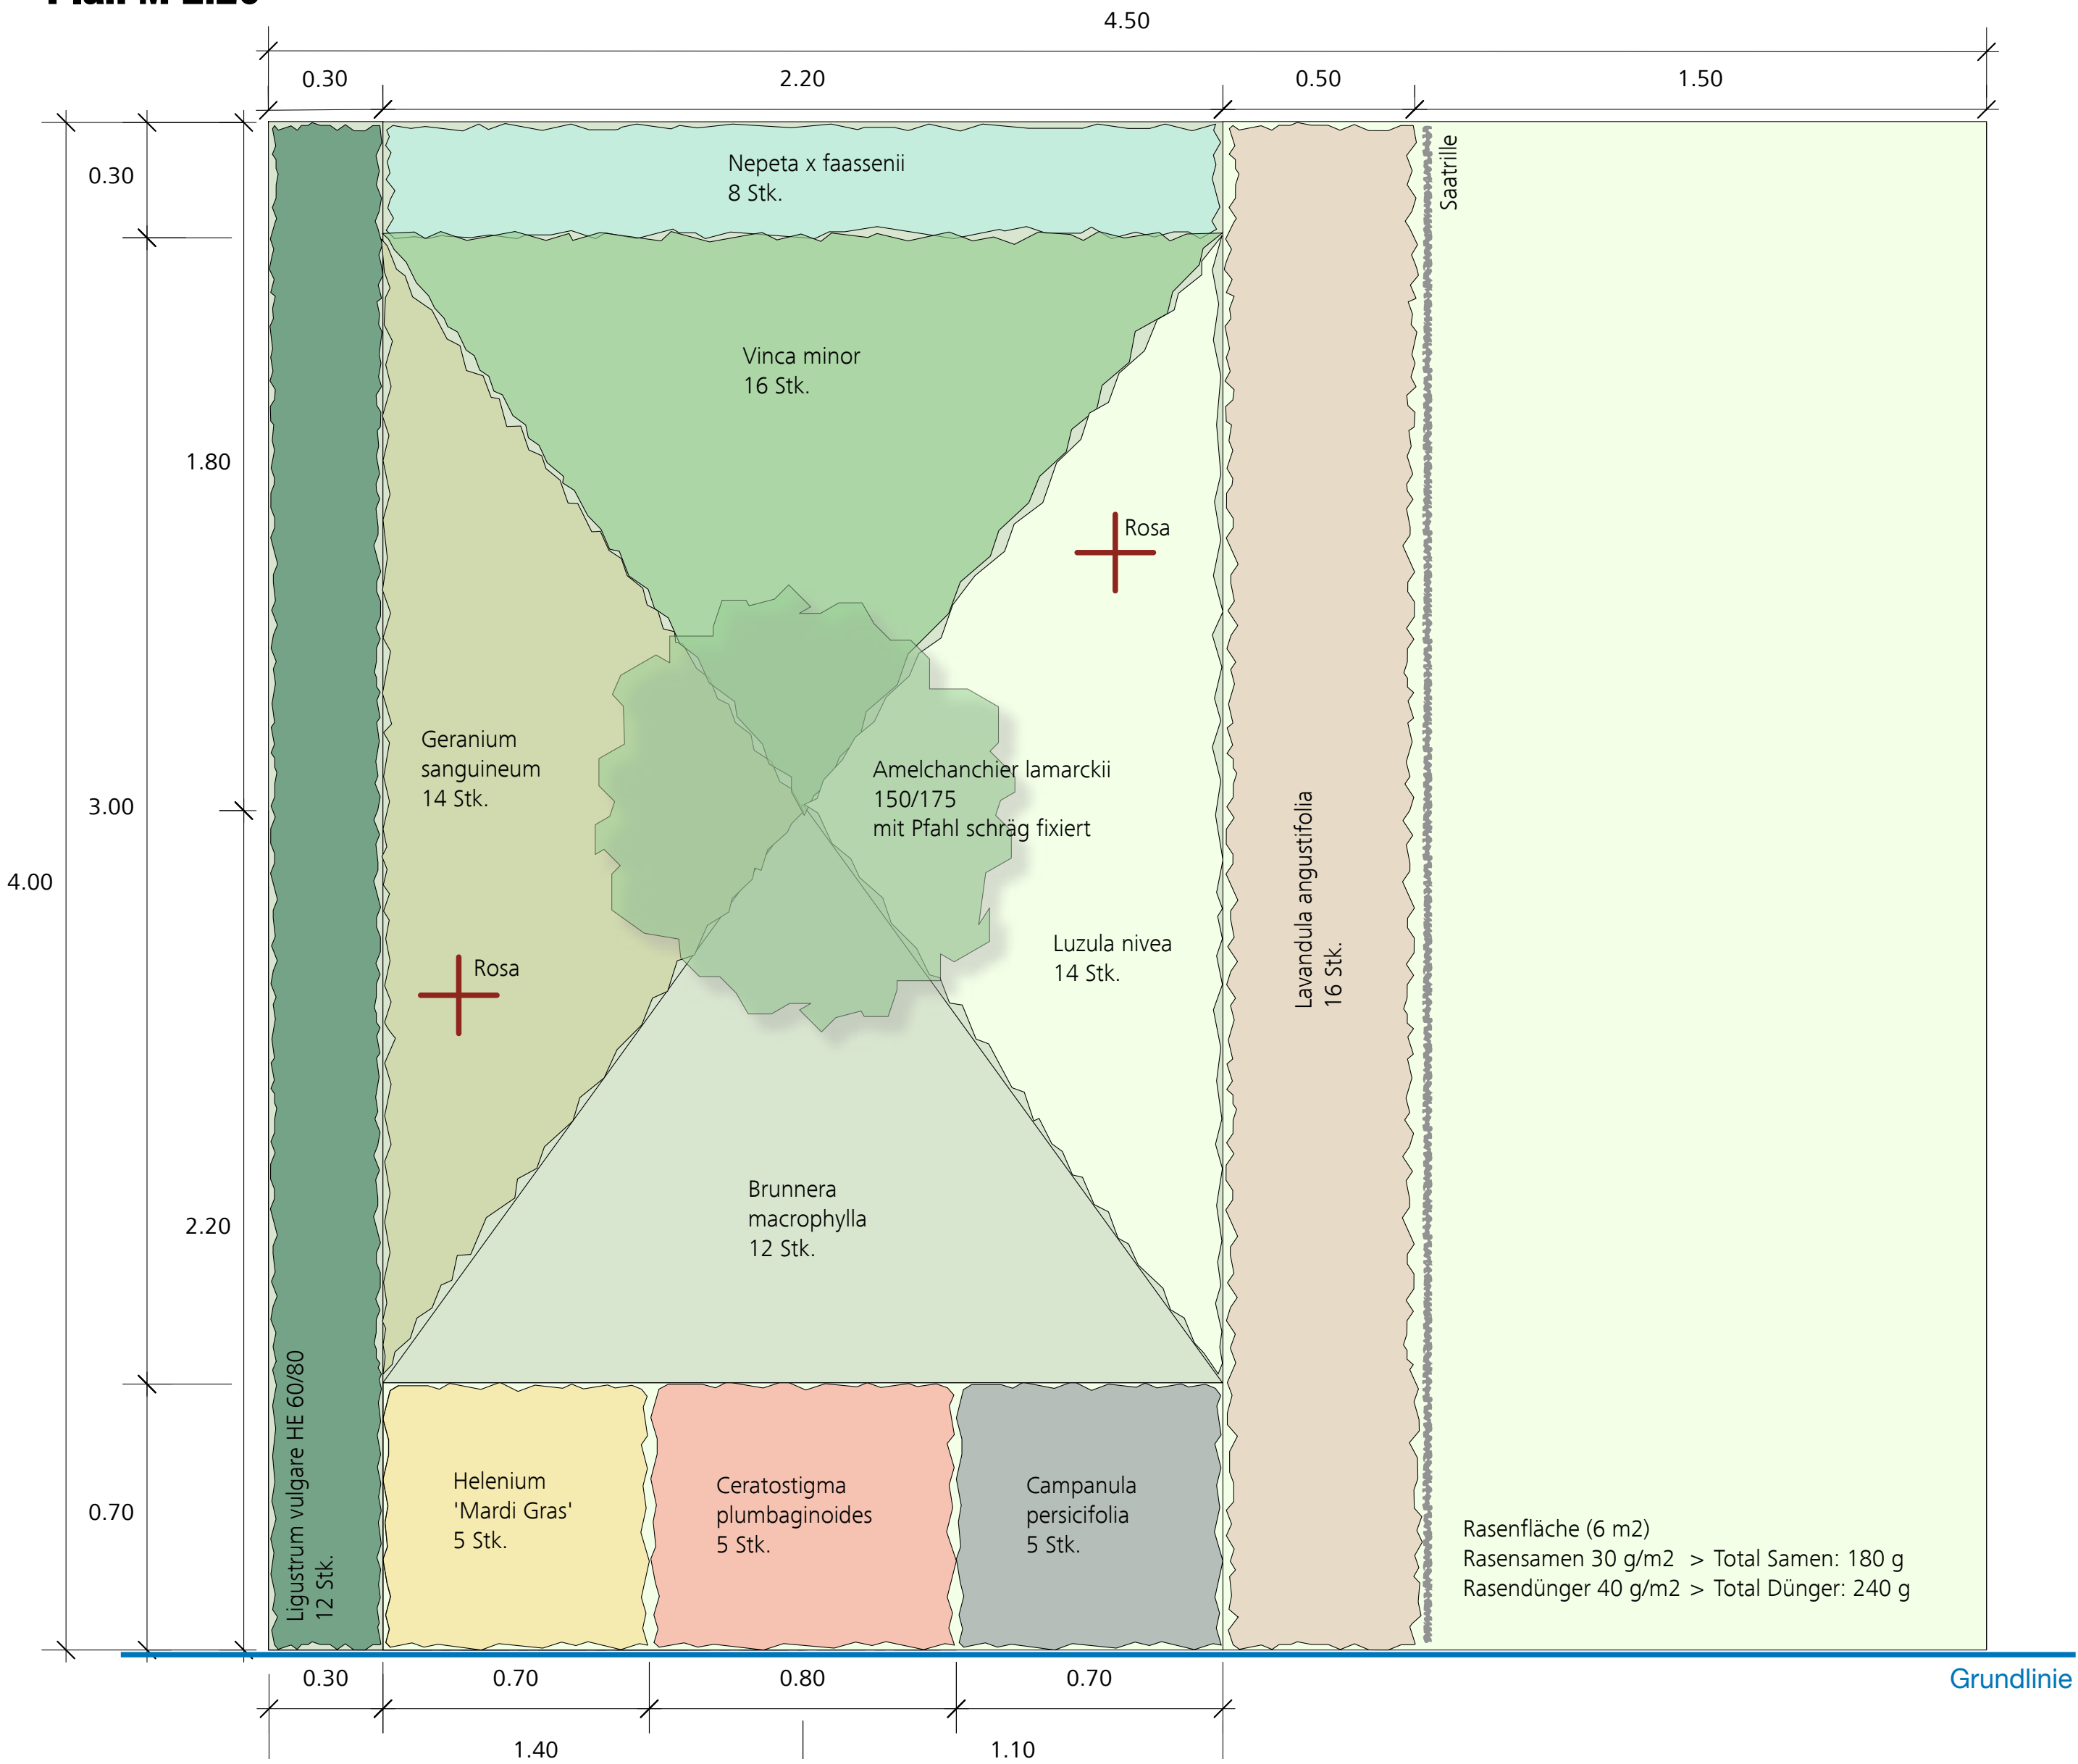 4.50
0.30
2.20
0.50
1.50
Nepeta x faassenii
8 Stk.
Saatrille
0.30
Vinca minor
16 Stk.
1.80
Rosa
Geranium
sanguineum
14 Stk.
Amelchanchier lamarckii
150/175
mit Pfahl schräg fixiert
3.00
4.00
Luzula nivea
14 Stk.
Rosa
Lavandula angustifolia
16 Stk.
Brunnera
macrophylla
12 Stk.
2.20
Ligustrum vulgare HE 60/80
12 Stk.
Helenium
'Mardi Gras'
5 Stk.
Ceratostigma
plumbaginoides
5 Stk.
Campanula
persicifolia
5 Stk.
0.70
Rasenfläche (6 m2)
Rasensamen 30 g/m2 > Total Samen: 180 g
Rasendünger 40 g/m2 > Total Dünger: 240 g
Grundlinie
0.30
0.70
0.80
0.70
1.40
1.10